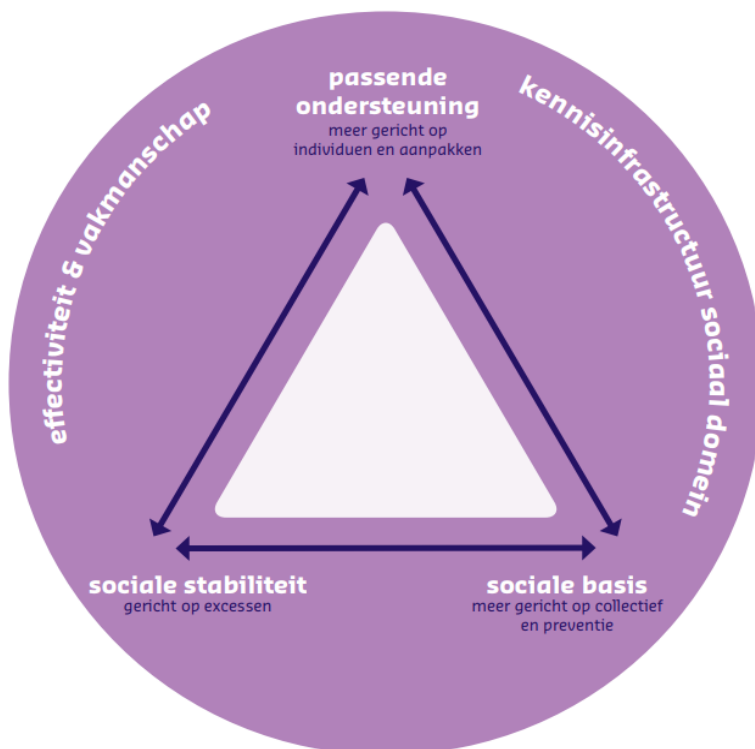 effectiviteit & vakmanschap
passende
ondersteuning
meer gericht op
individuen en aanpakken
kennisinfrastructuur sociaal domein
sociale stabiliteit
gericht op excessen
sociale basis
meer gericht op collectief
en preventie